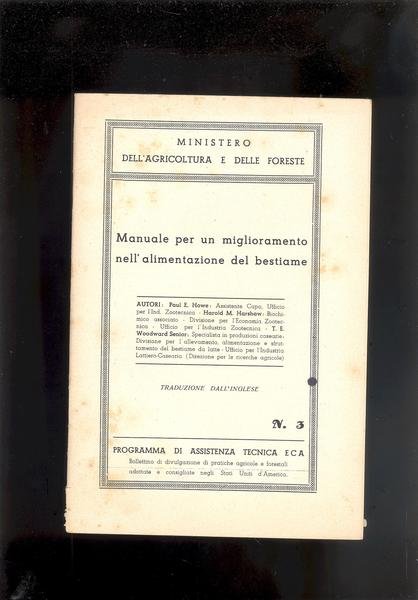 MINISTERO
DELL'AGRICOLTURA E DELLE FORESTE
Manuale per un miglioramento
nell'alimentazione del bestiame
AUTORI: Paul E. Howe: Assistente Capo, Ufficio
per l'Ind. Zootecnica - Harold M. Harshaw: Biochi-
mico associato - Divisione per l'Economia Zootec-
nica - Ufficio per l'Industria Zootecnica - T. E.
Woodward Senior: Specialista in produzioni casearie:
Divisione per l'allevamento, alimentazione e sfrut-
tamento del bestiame da latte - Ufficio per l'Industria
Lattiero-Casearia (Direzione per le ricerche agricole)
TRADUZIONE DALL'INGLESE
N. 3
PROGRAMMA DI ASSISTENZA TECNICA ECA
Bollettino di divulgazione di pratiche agricole e forestali
adottate e consigliate negli Stati Uniti d'America.